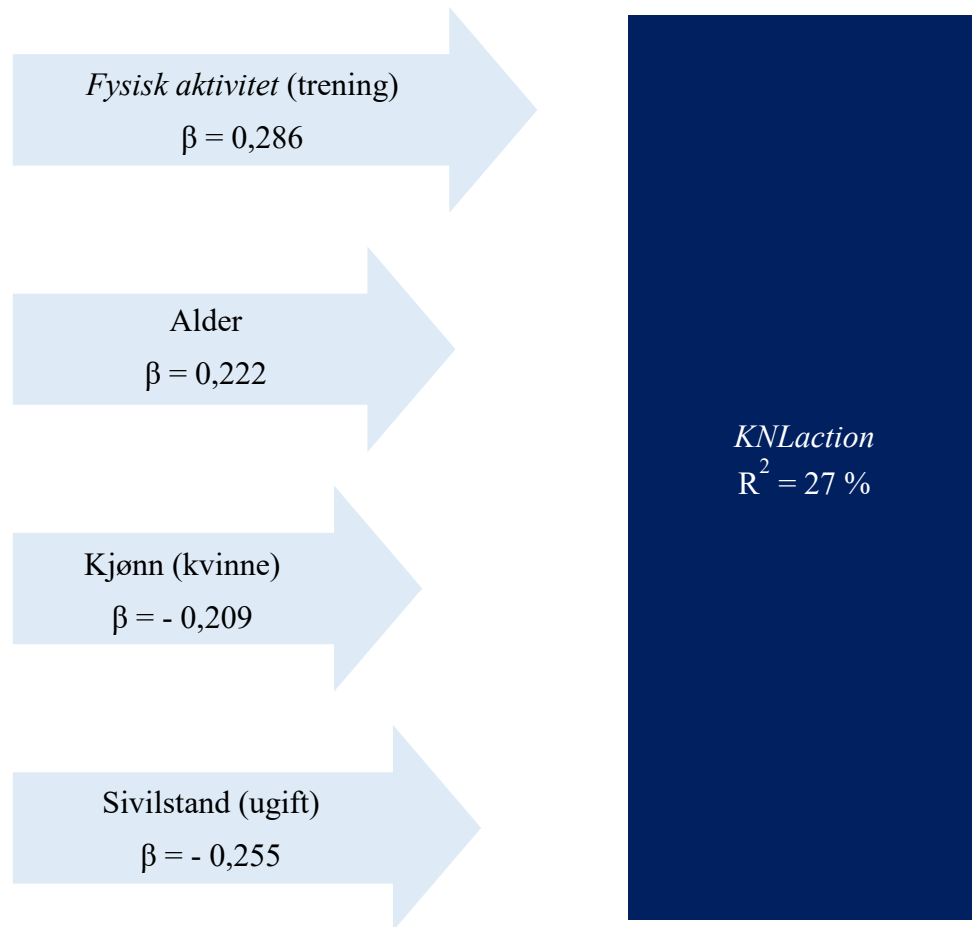 Fysisk aktivitet (trening)
β = 0,286
Alder
β = 0,222
Kjønn (kvinne)
β = - 0,209
Sivilstand (ugift)
β = - 0,255
KNLaction
R² = 27 %